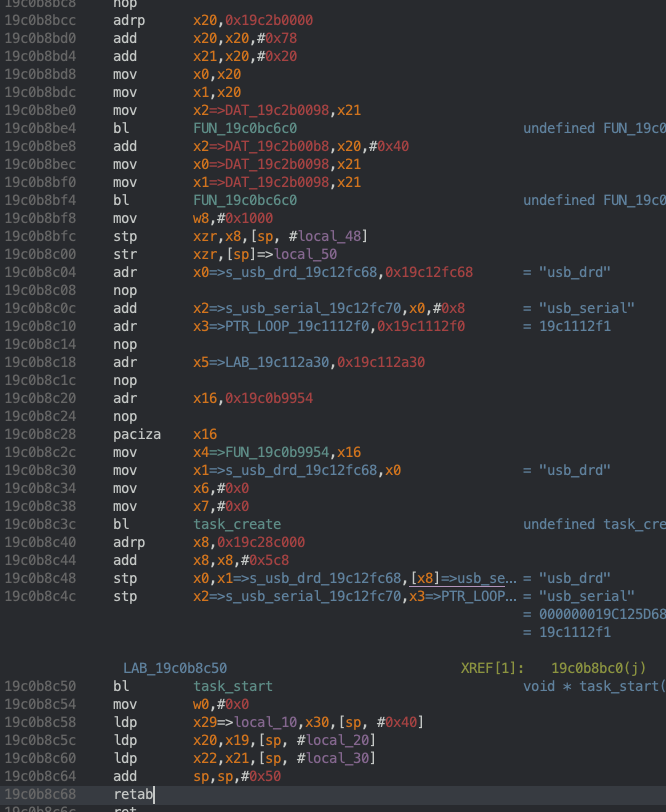 19c0b8bc8 nop
19c0b8bcc adrp x20,0x19c2b0000
19c0b8bd0 add x20,x20,#0x78
19c0b8bd4 add x21,x20,#0x20
19c0b8bd8 mov x0,x20
19c0b8bdc mov x1,x20
19c0b8be0 mov x2=>DAT_19c2b0098,x21
19c0b8be4 bl FUN_19c0bc6c0 undefined FUN_19c0
19c0b8be8 add x2=>DAT_19c2b00b8,x20,#0x40
19c0b8bec mov x0=>DAT_19c2b0098,x21
19c0b8bf0 mov x1=>DAT_19c2b0098,x21
19c0b8bf4 bl FUN_19c0bc6c0 undefined FUN_19c0
19c0b8bf8 mov w8,#0x1000
19c0b8bfc stp xzr,x8,[sp, #local_48]
19c0b8c00 str xzr,[sp]=>local_50
19c0b8c04 adr x0=>s_usb_drd_19c12fc68,0x19c12fc68 = "usb_drd"
19c0b8c08 nop
19c0b8c0c add x2=>s_usb_serial_19c12fc70,x0,#0x8 = "usb_serial"
19c0b8c10 adr x3=>PTR_LOOP_19c1112f0,0x19c1112f0 = 19c1112f1
19c0b8c14 nop
19c0b8c18 adr x5=>LAB_19c112a30,0x19c112a30
19c0b8c1c nop
19c0b8c20 adr x16,0x19c0b9954
19c0b8c24 nop
19c0b8c28 paciza x16
19c0b8c2c mov x4=>FUN_19c0b9954,x16
19c0b8c30 mov x1=>s_usb_drd_19c12fc68,x0 = "usb_drd"
19c0b8c34 mov x6,#0x0
19c0b8c38 mov x7,#0x0
19c0b8c3c bl task_create undefined task_cre
19c0b8c40 adrp x8,0x19c28c000
19c0b8c44 add x8,x8,#0x5c8
19c0b8c48 stp x0,x1=>s_usb_drd_19c12fc68,[x8]=>usb_se... = "usb_drd"
19c0b8c4c stp x2=>s_usb_serial_19c12fc70,x3=>PTR_LOOP... = "usb_serial"
= 000000019C125D68
= 19c1112f1
LAB_19c0b8c50 XREF[1]: 19c0b8bc0(j)
19c0b8c50 bl task_start void * task_start(
19c0b8c54 mov w0,#0x0
19c0b8c58 ldp x29=>local_10,x30,[sp, #0x40]
19c0b8c5c ldp x20,x19,[sp, #local_20]
19c0b8c60 ldp x22,x21,[sp, #local_30]
19c0b8c64 add sp,sp,#0x50
19c0b8c68 retab
19c0b8c6c ret